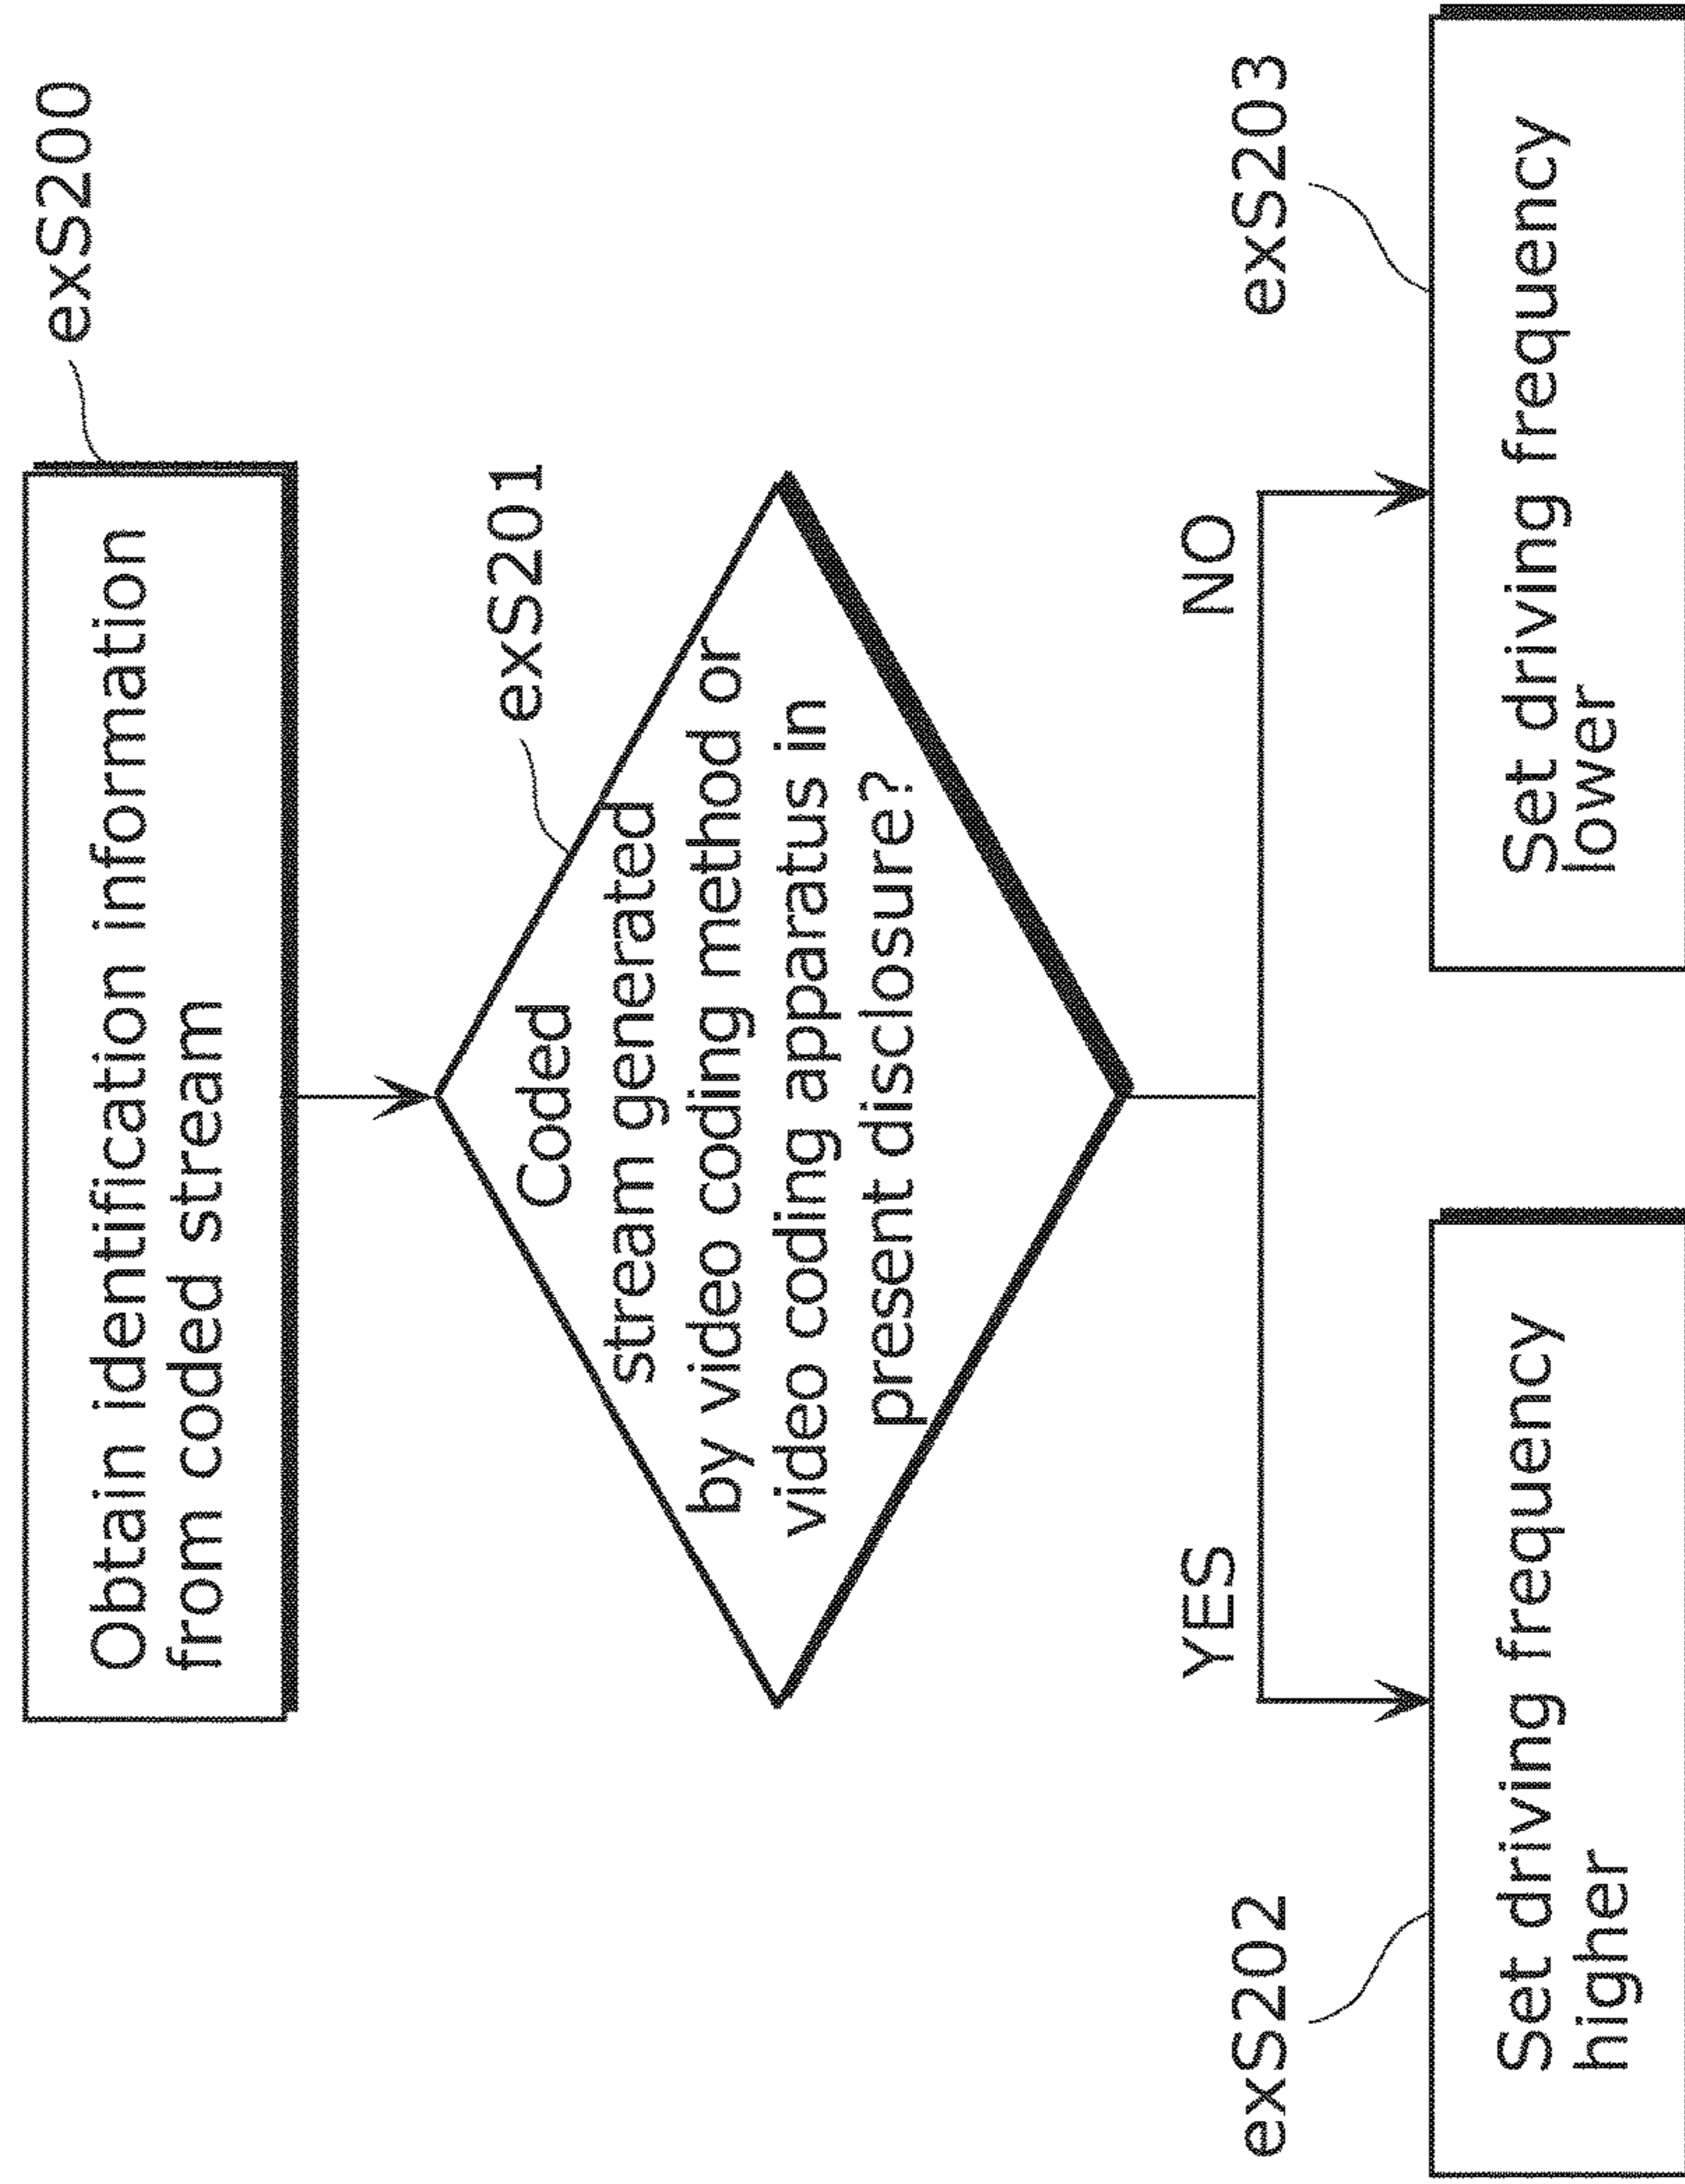 exS200
Obtain identification information
from coded stream
exS201
Coded
stream generated
by video coding method or
video coding apparatus in
present disclosure?
YES
NO
exS202
exS203
Set driving frequency
higher
Set driving frequency
lower